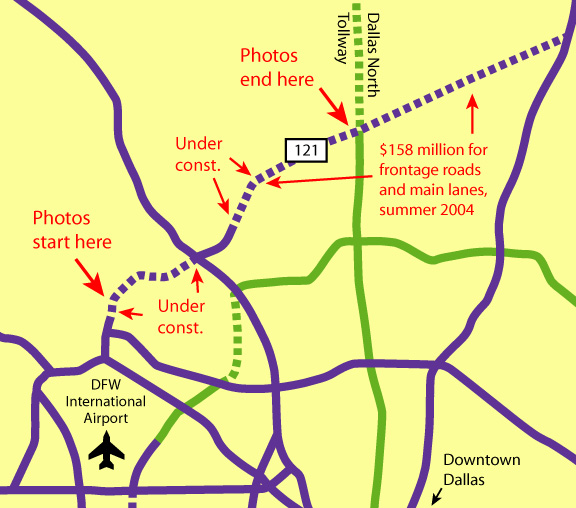 Dallas North
Tollway
Photos
end here
Under
const.
121
$158 million for
frontage roads
and main lanes,
summer 2004
Photos
start here
Under
const.
DFW
International
Airport
Downtown
Dallas